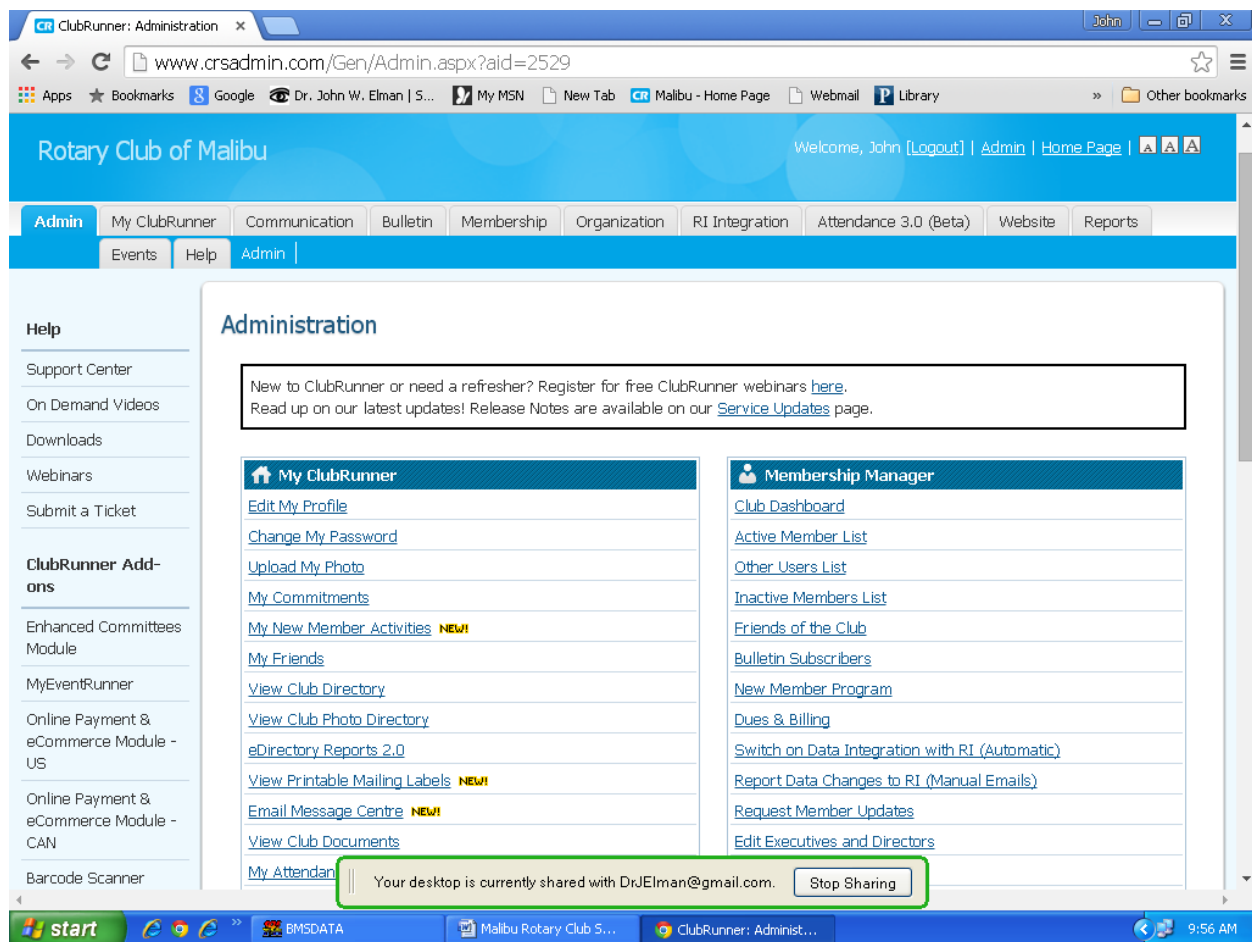 CR ClubRunner: Administration
John
www.crsadmin.com/Gen/Admin.aspx?aid=2529
Apps Bookmarks Google Dr. John W. Elman | S... My MSN New Tab CR Malibu - Home Page Webmail Library » Other bookmarks
Rotary Club of Malibu
Welcome, John [Logout] | Admin | Home Page | A A A
Admin My ClubRunner Communication Bulletin Membership Organization RI Integration Attendance 3.0 (Beta) Website Reports
Events Help Admin |
Help
Support Center
On Demand Videos
Downloads
Webinars
Submit a Ticket
ClubRunner Add-
ons
Enhanced Committees
Module
MyEventRunner
Online Payment &
eCommerce Module -
US
Online Payment &
eCommerce Module -
CAN
Barcode Scanner
Administration
New to ClubRunner or need a refresher? Register for free ClubRunner webinars here.
Read up on our latest updates! Release Notes are available on our Service Updates page.
My ClubRunner
Edit My Profile
Change My Password
Upload My Photo
My Commitments
My New Member Activities NEW!
My Friends
View Club Directory
View Club Photo Directory
eDirectory Reports 2.0
View Printable Mailing Labels NEW!
Email Message Centre NEW!
View Club Documents
My Attendan
Membership Manager
Club Dashboard
Active Member List
Other Users List
Inactive Members List
Friends of the Club
Bulletin Subscribers
New Member Program
Dues & Billing
Switch on Data Integration with RI (Automatic)
Report Data Changes to RI (Manual Emails)
Request Member Updates
Edit Executives and Directors
Your desktop is currently shared with DrJElman@gmail.com. Stop Sharing
start » BMSDATA Malibu Rotary Club S... ClubRunner: Administ... 9:56 AM